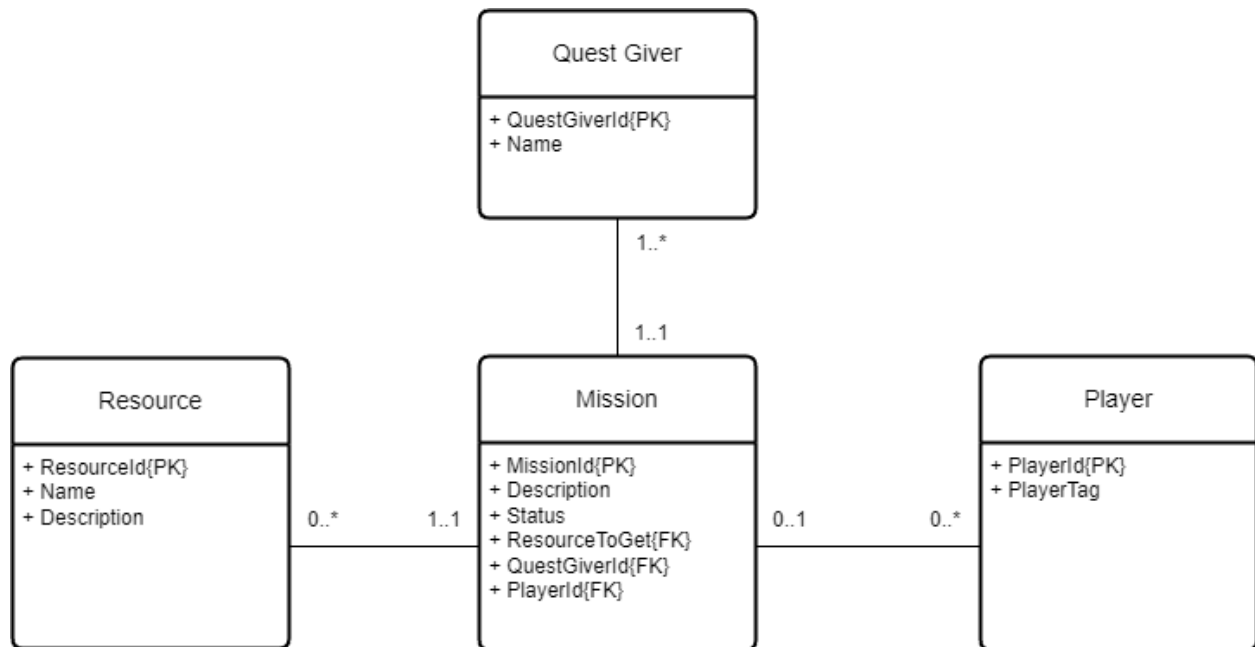 Quest Giver
+ QuestGiverId{PK}
+ Name
1..*
1..1
Resource
+ ResourceId{PK}
+ Name
+ Description
0..*
1..1
Mission
+ MissionId{PK}
+ Description
+ Status
+ ResourceToGet{FK}
+ QuestGiverId{FK}
+ PlayerId{FK}
0..1
0..*
Player
+ PlayerId{PK}
+ PlayerTag